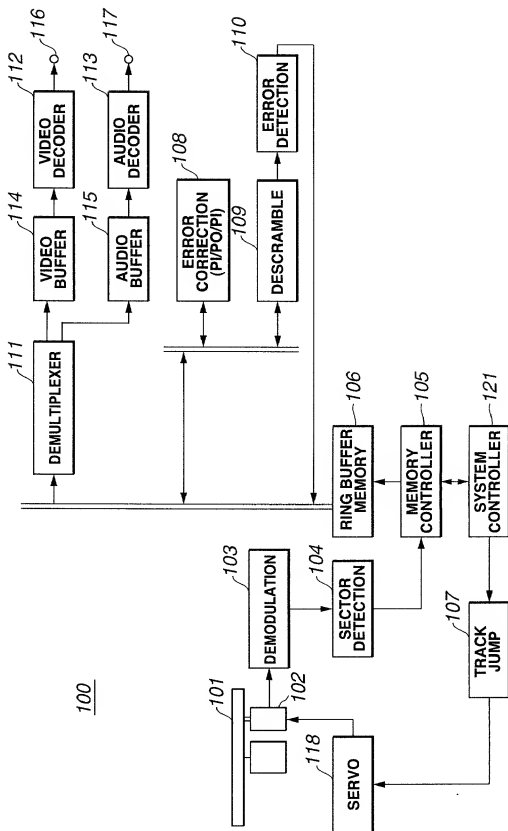 100
101
102
103
DEMODULATION
104
SECTOR
DETECTION
118
SERVO
107
TRACK
JUMP
121
SYSTEM
CONTROLLER
105
MEMORY
CONTROLLER
106
RING BUFFER
MEMORY
111
DEMULTIPLEXER
114
VIDEO
BUFFER
112
VIDEO
DECODER
116
115
AUDIO
BUFFER
113
AUDIO
DECODER
117
108
ERROR
CORRECTION
(PI/PO/PI)
109
DESCRAMBLE
110
ERROR
DETECTION